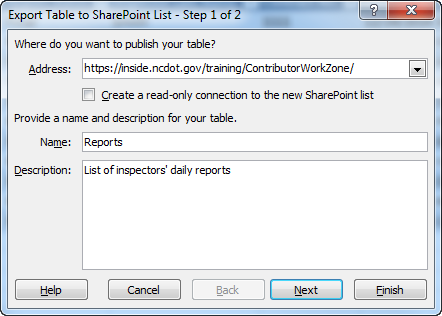 Export Table to SharePoint List - Step 1 of 2
Where do you want to publish your table?
Address: https://inside.ncdot.gov/training/ContributorWorkZone/
Create a read-only connection to the new SharePoint list
Provide a name and description for your table.
Name: Reports
Description: List of inspectors' daily reports
Help Cancel Back Next Finish